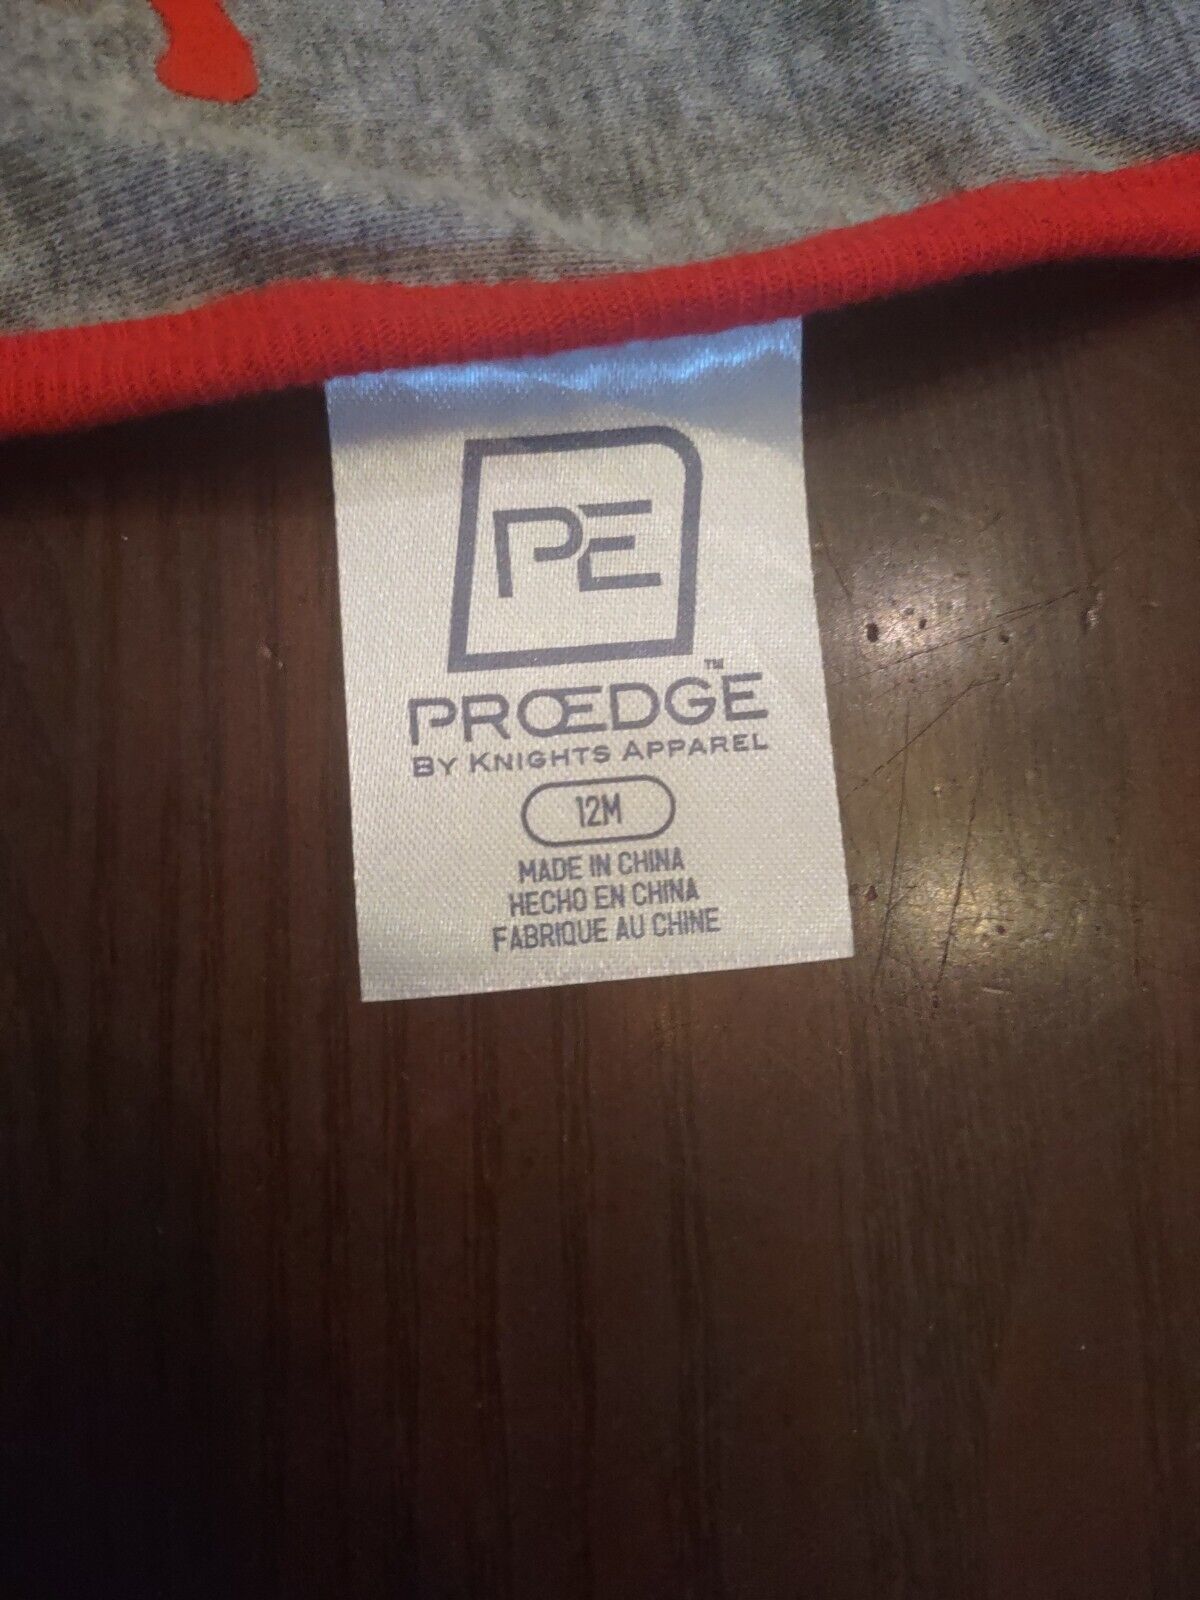 PE
PROEDGE™
BY KNIGHTS APPAREL
12M
MADE IN CHINA
HECHO EN CHINA
FABRIQUE AU CHINE